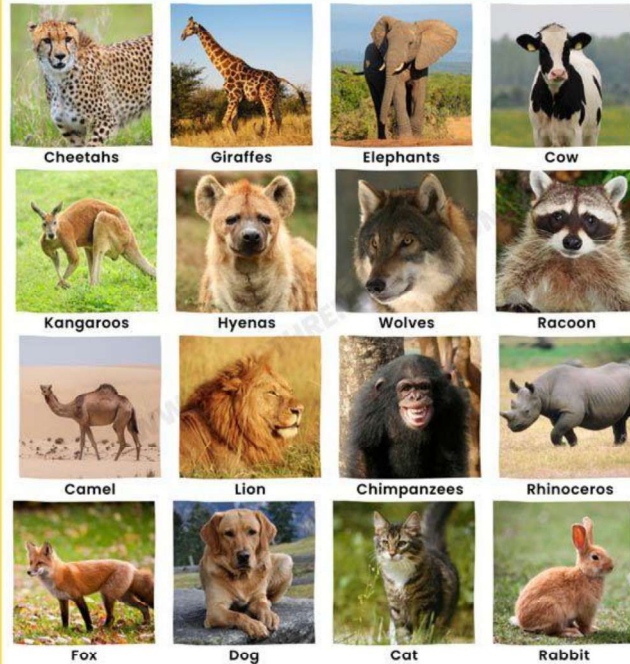 Cheetahs
Giraffes
Elephants
Cow
Kangaroos
Hyenas
Wolves
Racoon
Camel
Lion
Chimpanzees
Rhinoceros
Fox
Dog
Cat
Rabbit